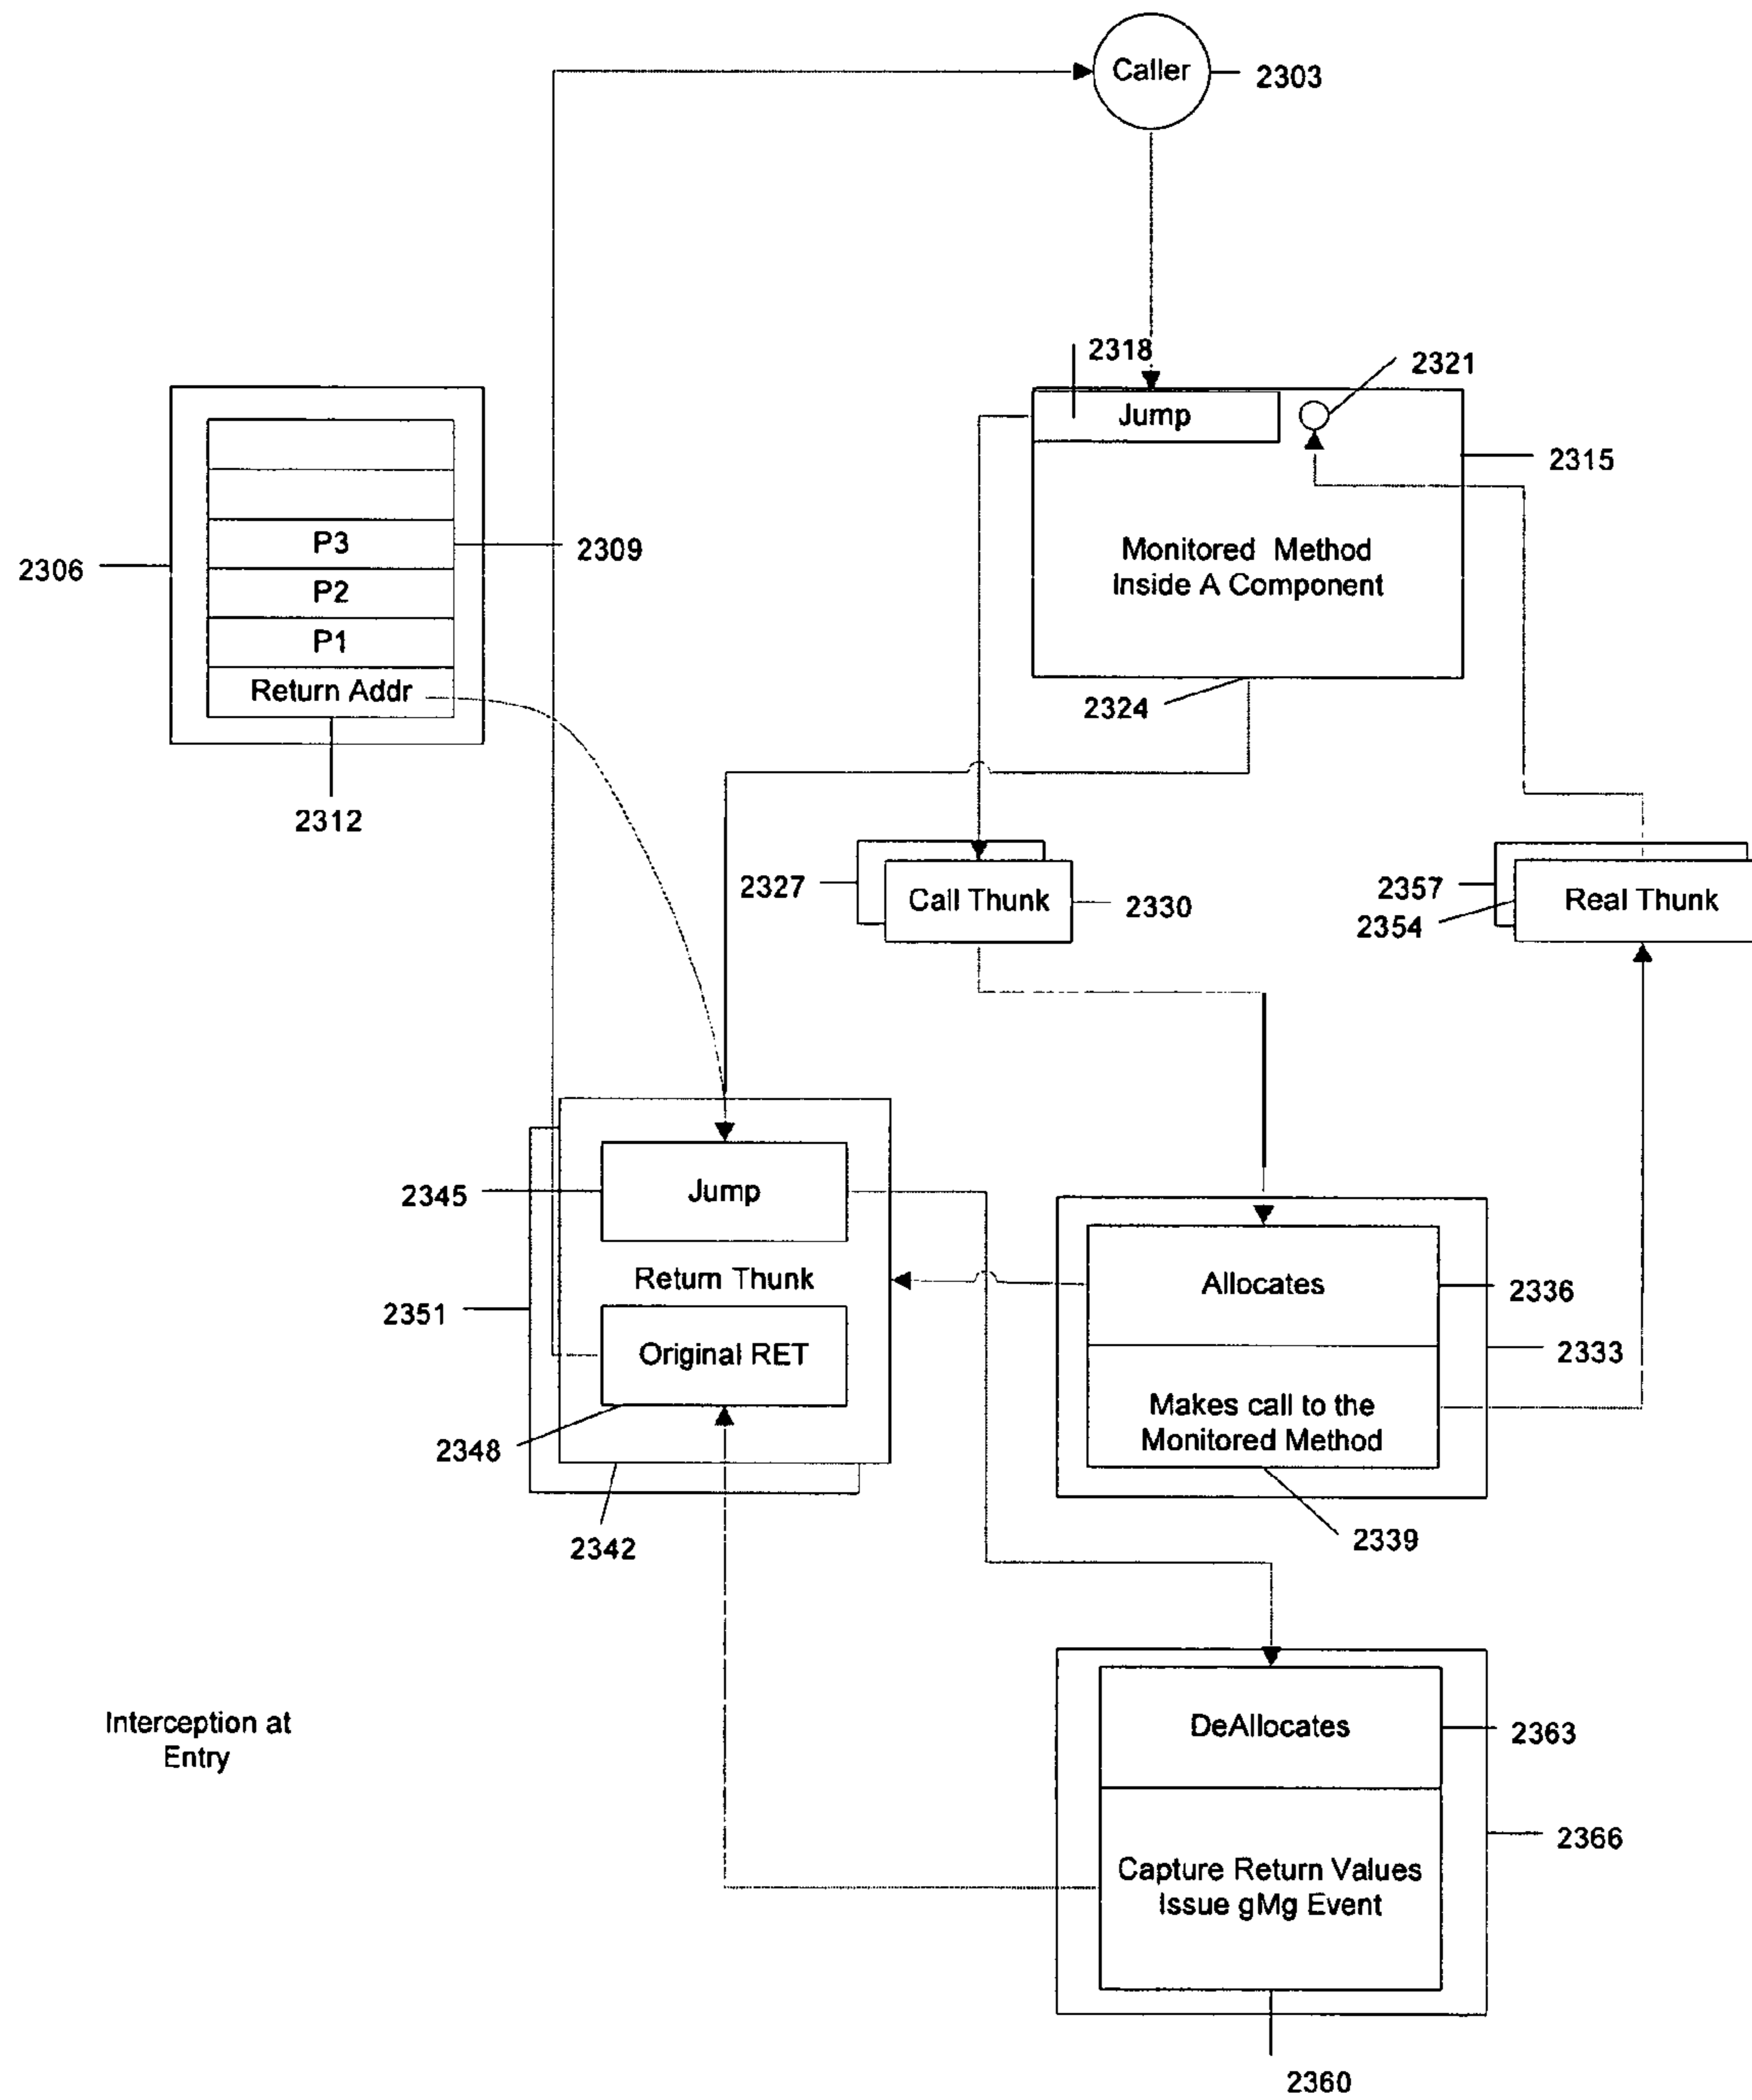 Caller
2303
2318
2321
Jump
2315
P3
2309
Monitored Method
Inside A Component
2306
P2
P1
Return Addr
2324
2312
2327
Call Thunk
2330
2357
2354
Real Thunk
2345
Jump
Return Thunk
Allocates
2336
2351
Original RET
2333
Makes call to the
Monitored Method
2348
2342
2339
Interception at
Entry
DeAllocates
2363
Capture Return Values
Issue gMg Event
2366
2360